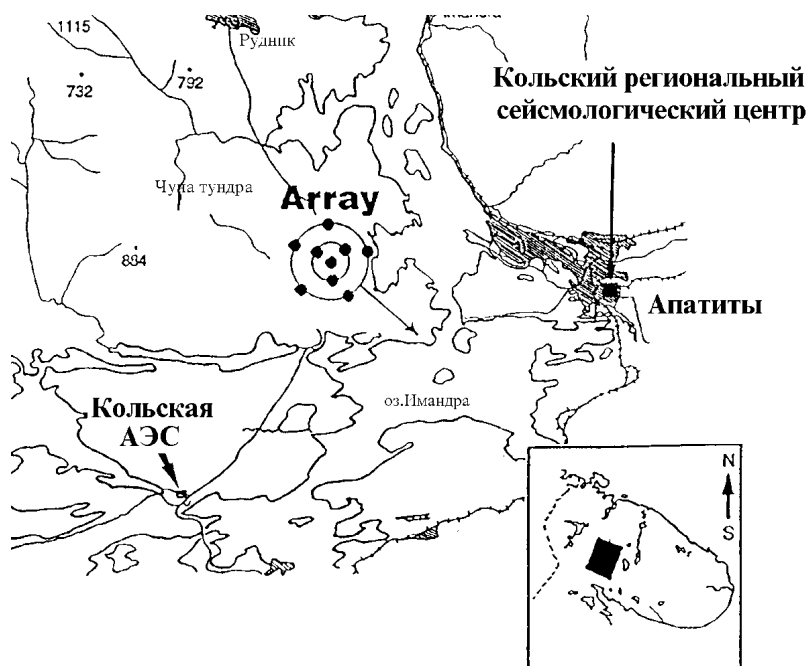 1115
Рудник
732
792
Кольский региональный
сейсмологический центр
Чуна тундра
Array
884
Апатиты
оз.Имандра
Кольская
АЭС
N
S